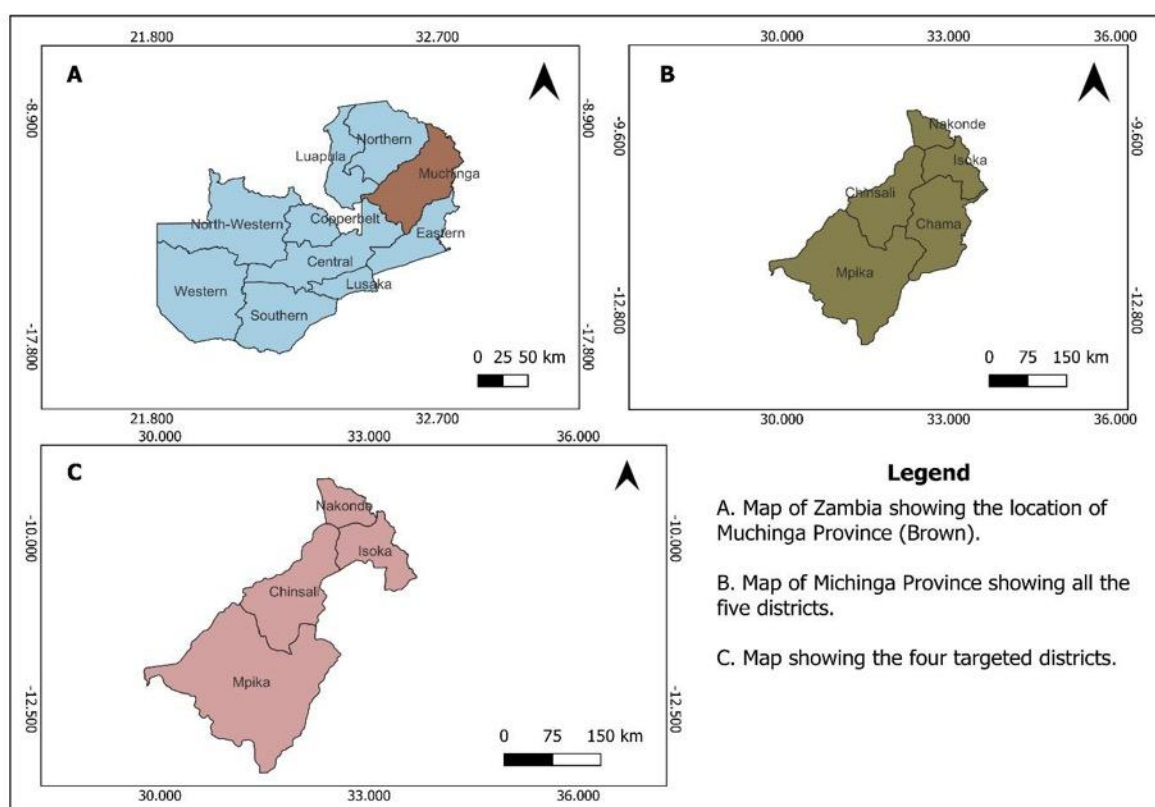 21.800 32.700
A
-8.900 -8.900
Northern
Luapula
Muchinga
Copperbelt
North-Western
Eastern
Central
Lusaka
Western
Southern
-17.800 -17.800
0 25 50 km
21.800 32.700
30.000 33.000 36.000
B
-9.600 -9.600
Nakonde
Isoka
Chinsali
Chama
Mpika
-12.800 -12.800
0 75 150 km
30.000 33.000 36.000
30.000 33.000 36.000
C
-10.000 -10.000
Nakonde
Isoka
Chinsali
Mpika
-12.500 -12.500
0 75 150 km
30.000 33.000 36.000
Legend
A. Map of Zambia showing the location of
Muchinga Province (Brown).
B. Map of Michinga Province showing all the
five districts.
C. Map showing the four targeted districts.